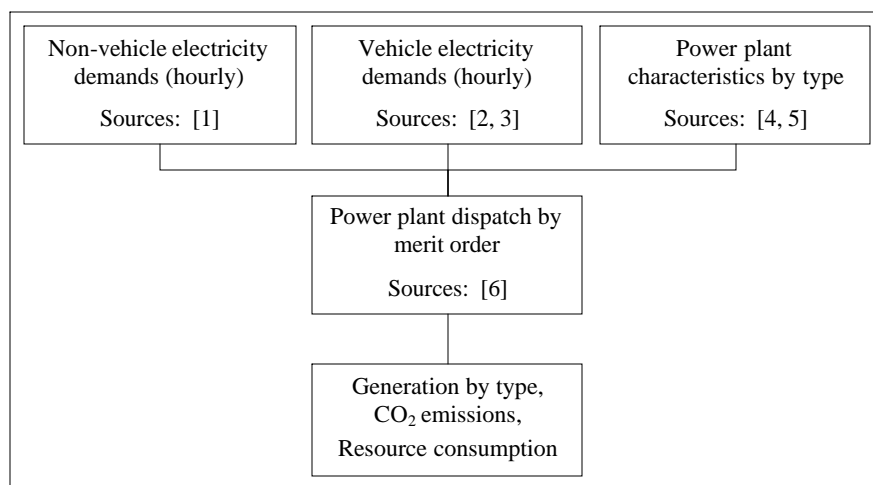 Non-vehicle electricity
demands (hourly)
Sources:  [1]
Vehicle electricity
demands (hourly)
Sources:  [2, 3]
Power plant
characteristics by type
Sources:  [4, 5]
Power plant dispatch by
merit order
Sources:  [6]
Generation by type,
CO₂ emissions,
Resource consumption